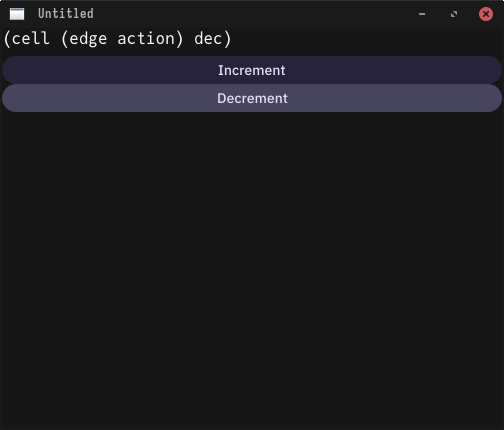 Untitled
(cell (edge action) dec)
Increment
Decrement